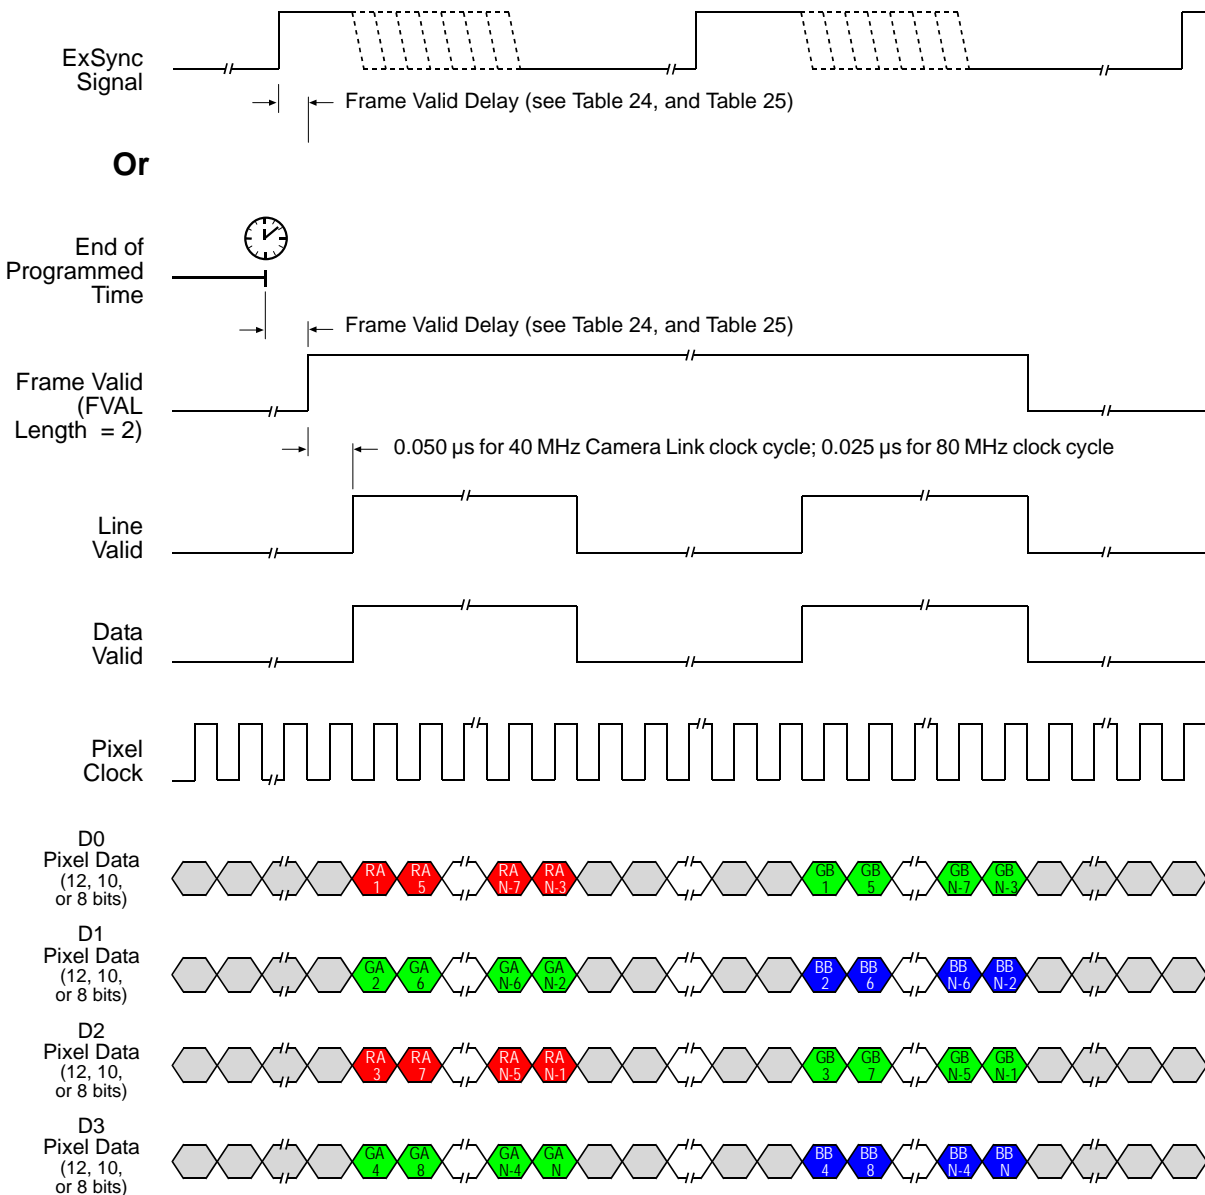 ExSync
Signal
Frame Valid Delay (see Table 24, and Table 25)
Or
End of
Programmed
Time
Frame Valid Delay (see Table 24, and Table 25)
Frame Valid
(FVAL
Length = 2)
0.050 µs for 40 MHz Camera Link clock cycle; 0.025 µs for 80 MHz clock cycle
Line
Valid
Data
Valid
Pixel
Clock
D0
Pixel Data
(12, 10,
or 8 bits)
RA 1 RA 5 RA N-7 RA N-3 GB 1 GB 5 GB N-7 GB N-3
D1
Pixel Data
(12, 10,
or 8 bits)
GA 2 GA 6 GA N-6 GA N-2 BB 2 BB 6 BB N-6 BB N-2
D2
Pixel Data
(12, 10,
or 8 bits)
RA 3 RA 7 RA N-5 RA N-1 GB 3 GB 7 GB N-5 GB N-1
D3
Pixel Data
(12, 10,
or 8 bits)
GA 4 GA 8 GA N-4 GA N BB 4 BB 8 BB N-4 BB N